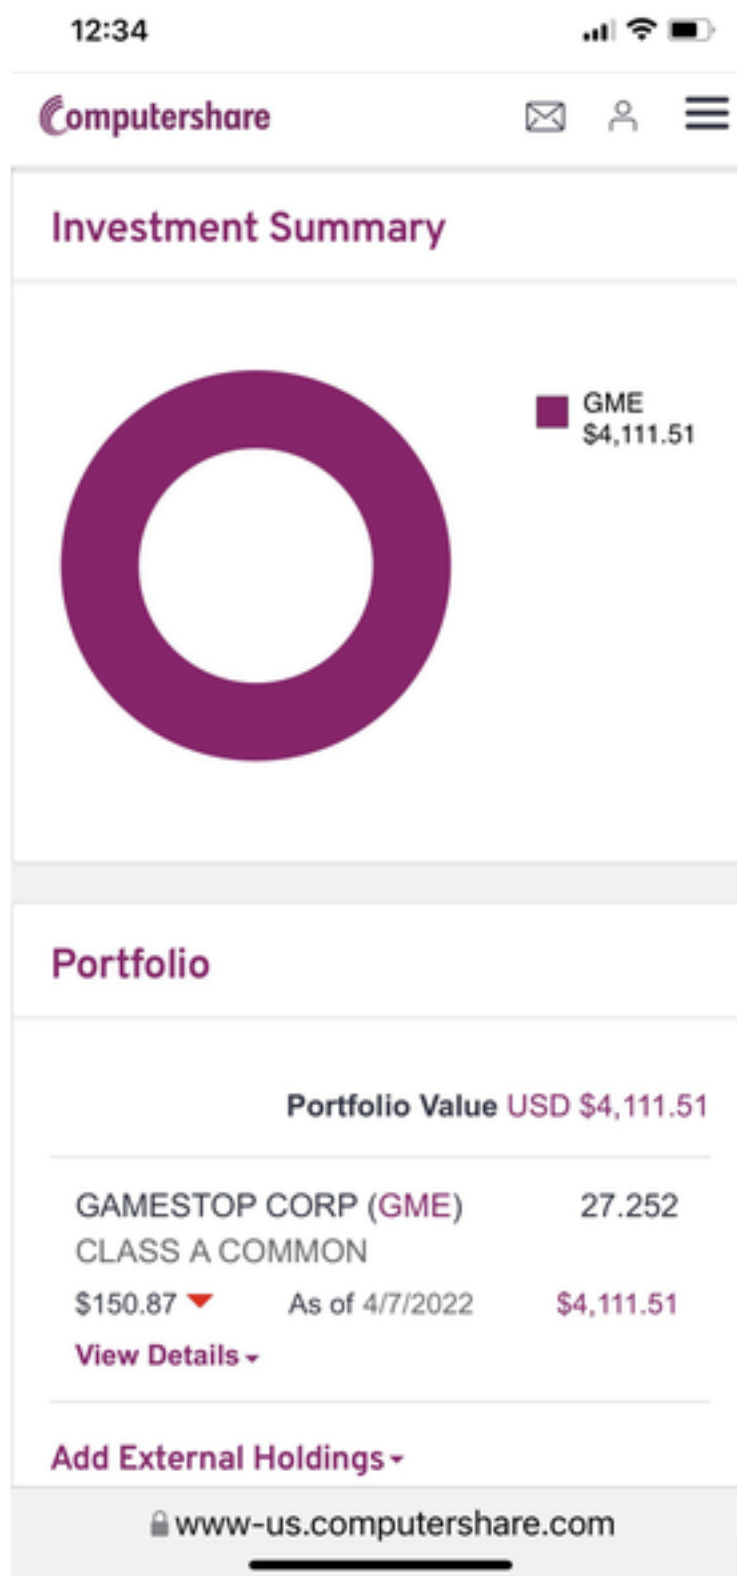 12:34
Computershare
Investment Summary
GME
$4,111.51
Portfolio
Portfolio Value USD $4,111.51
GAMESTOP CORP (GME) 27.252
CLASS A COMMON
$150.87 As of 4/7/2022 $4,111.51
View Details
Add External Holdings
www-us.computershare.com